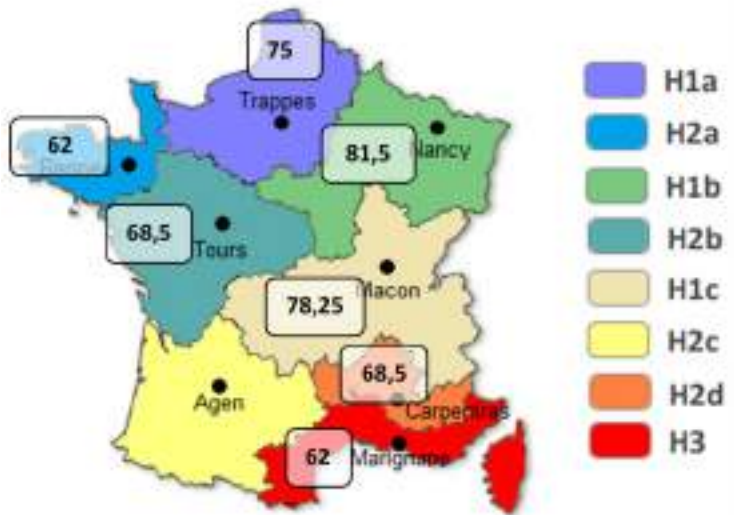 75
Trappes
62
81,5
Nancy
68,5
Tours
Macon
78,25
68,5
Agen
62
H1a
H2a
H1b
H2b
H1c
H2c
H2d
H3